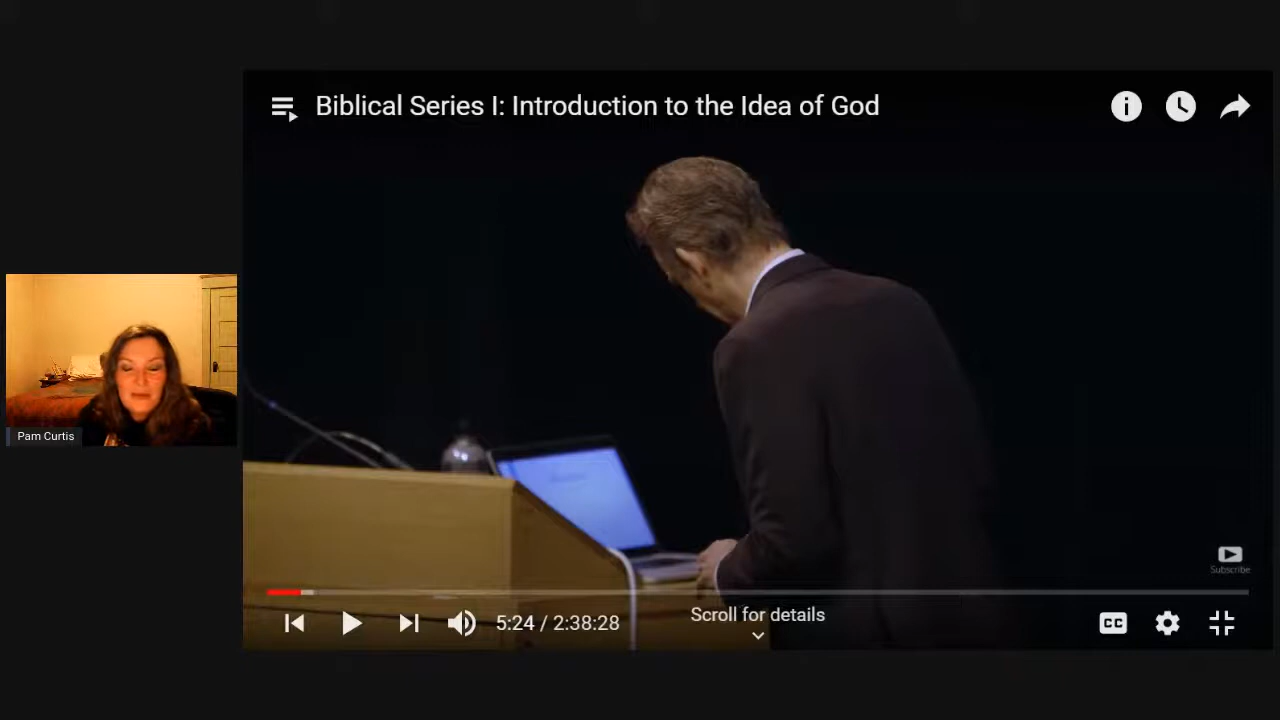 Biblical Series I: Introduction to the Idea of God
Pam Curtis
Subscribe
5:24 / 2:38:28
Scroll for details
CC